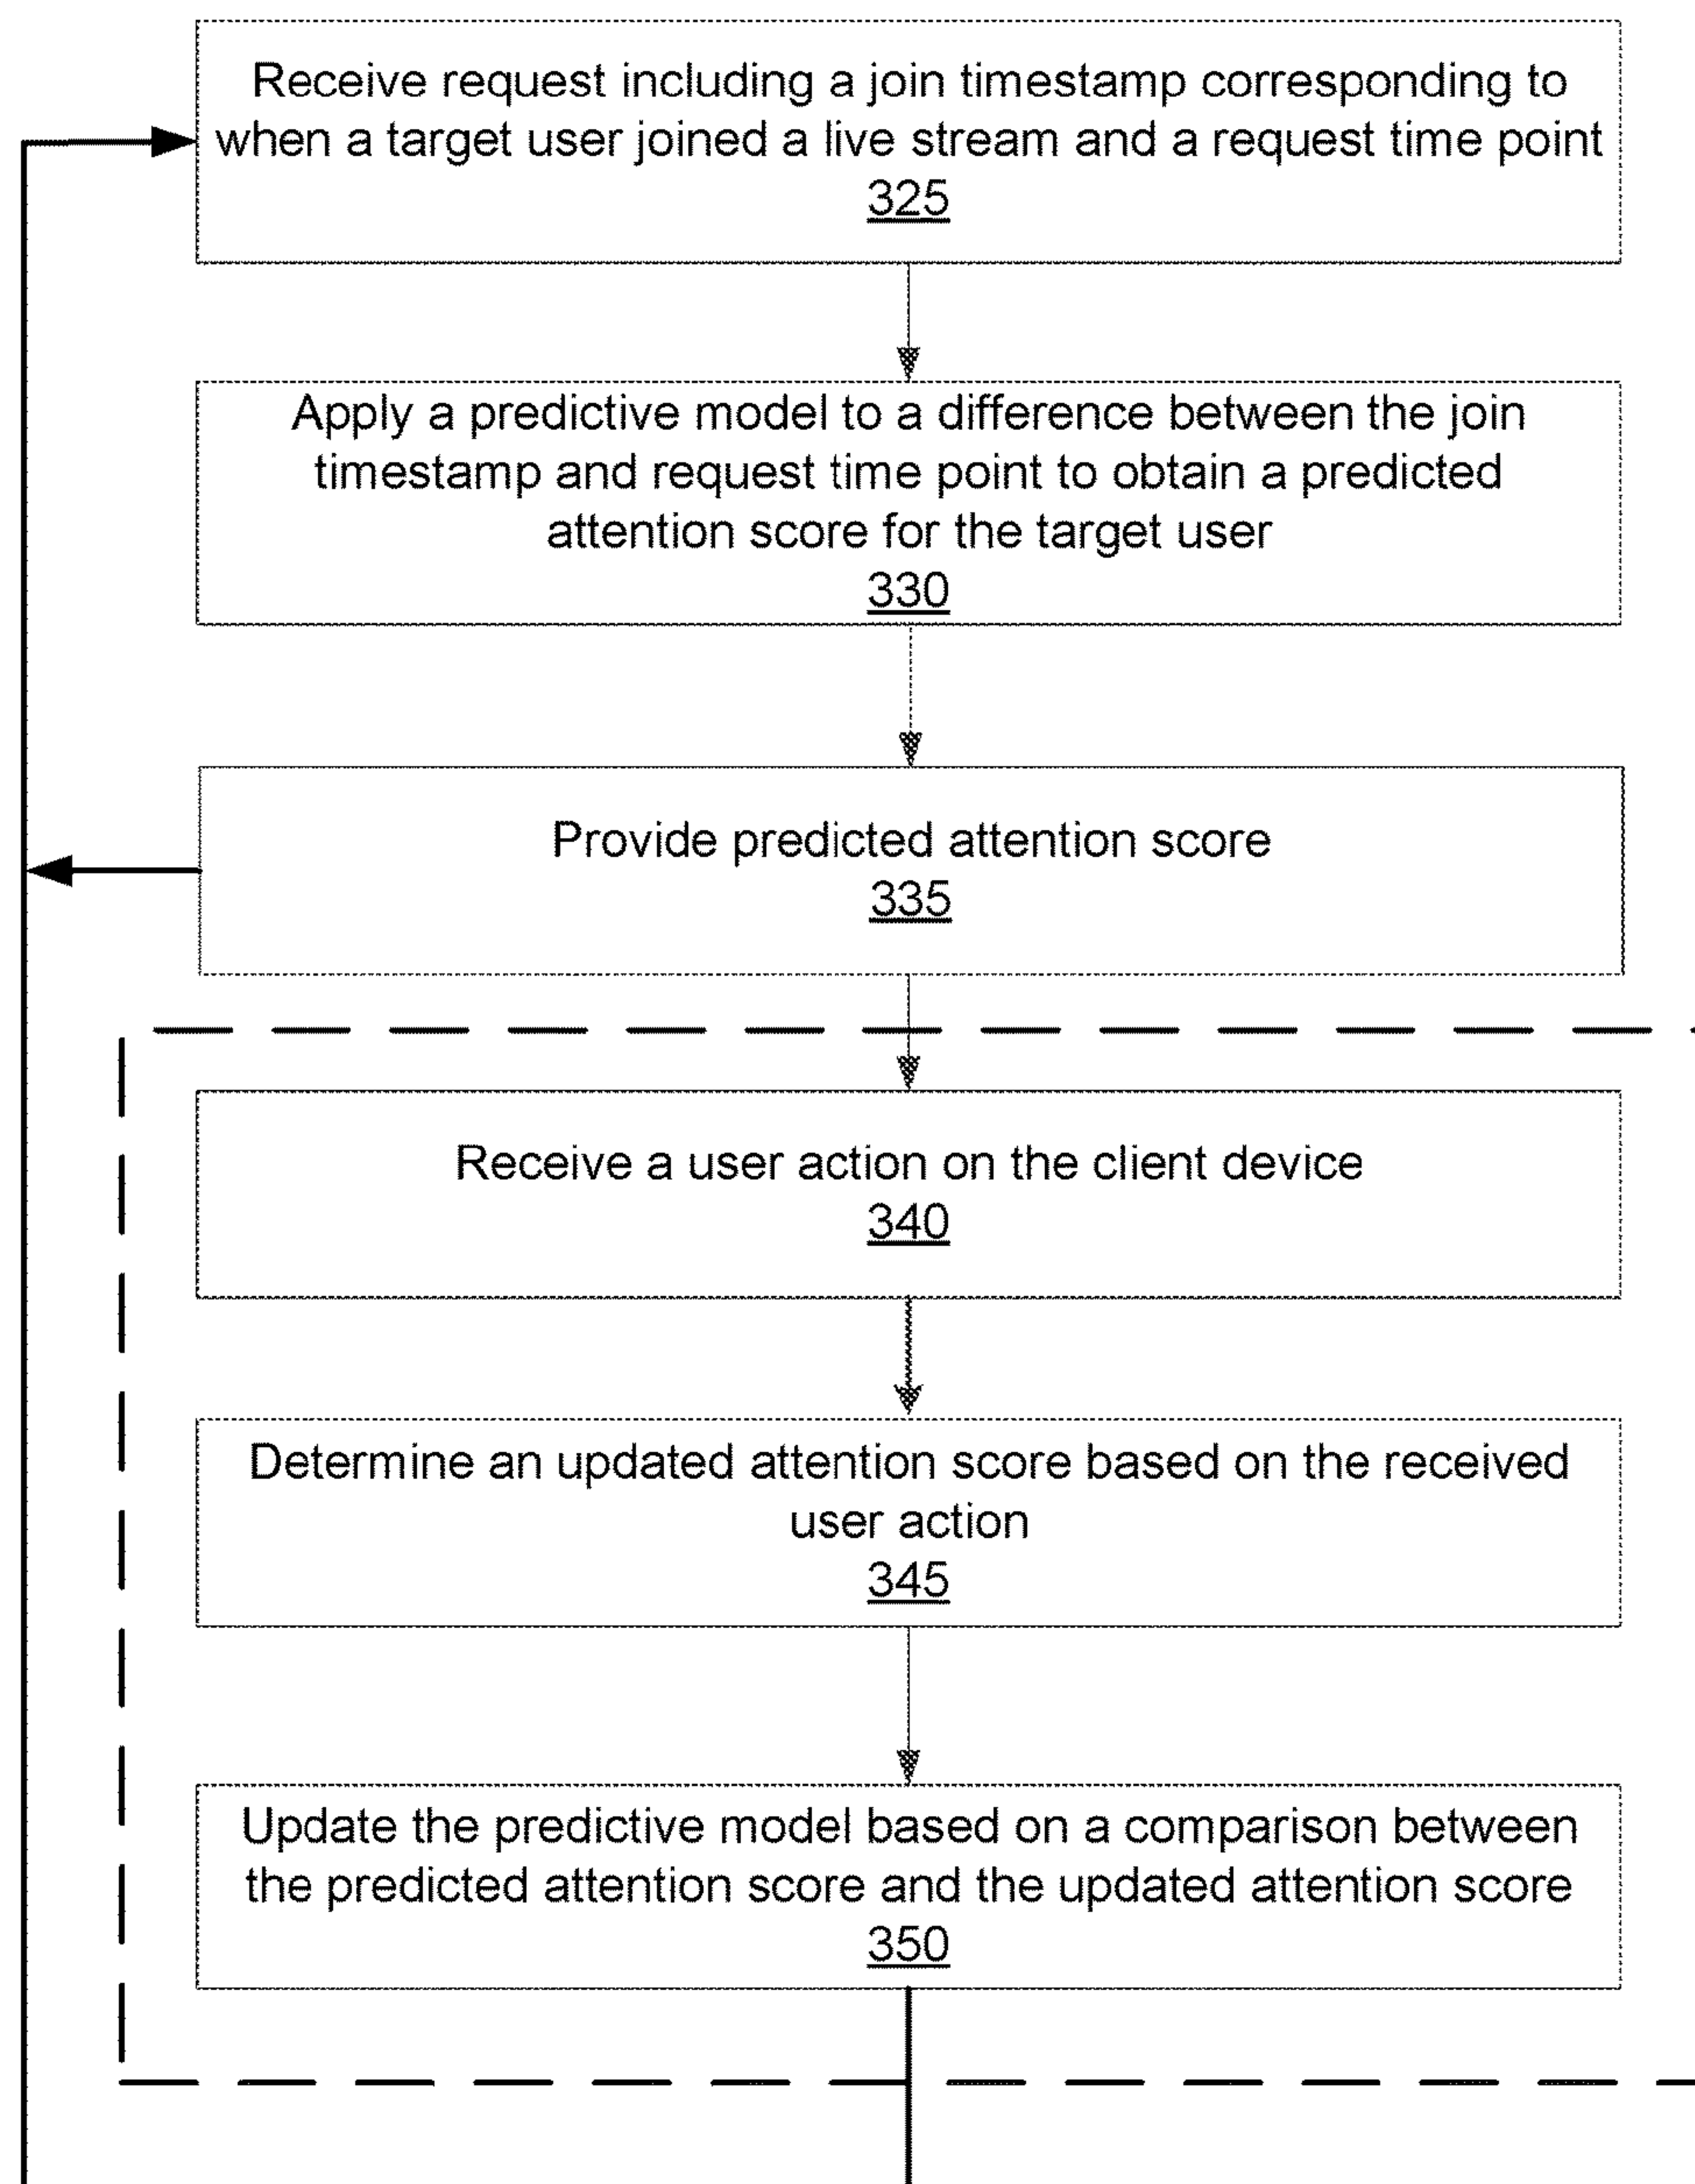 Receive request including a join timestamp corresponding to
when a target user joined a live stream and a request time point
325
Apply a predictive model to a difference between the join
timestamp and request time point to obtain a predicted
attention score for the target user
330
Provide predicted attention score
335
Receive a user action on the client device
340
Determine an updated attention score based on the received
user action
345
Update the predictive model based on a comparison between
the predicted attention score and the updated attention score
350